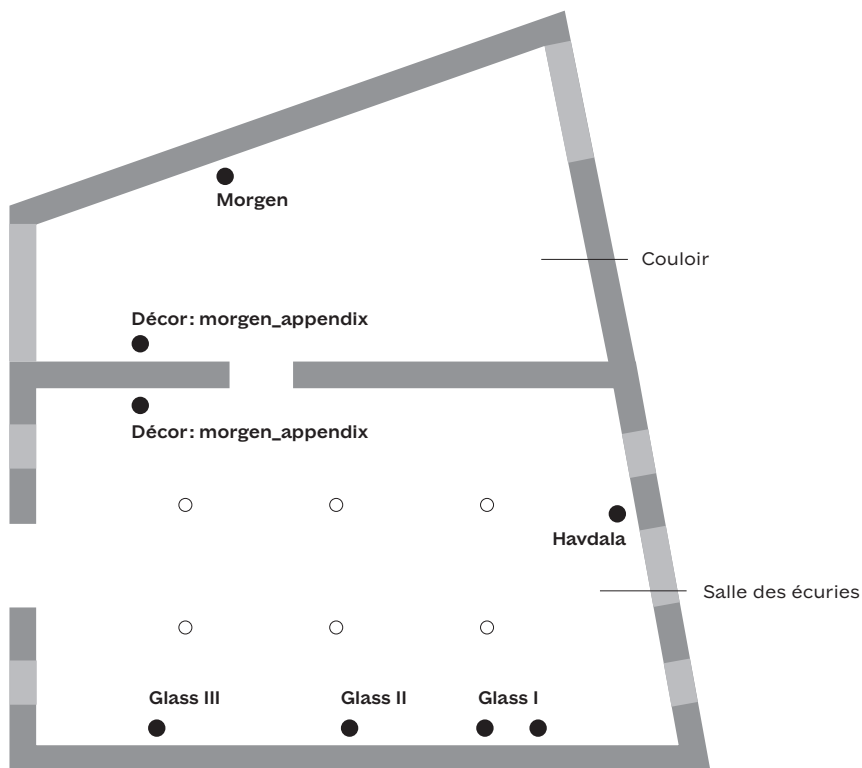 Morgen
Couloir
Décor : morgen_appendix
Décor : morgen_appendix
Havdala
Salle des écuries
Glass III
Glass II
Glass I